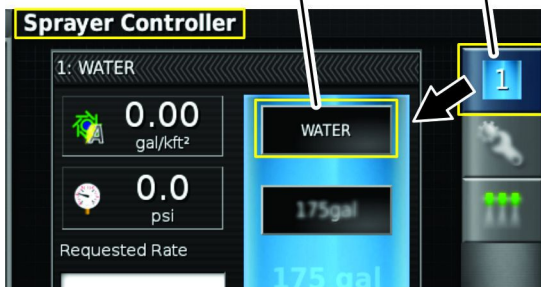 Sprayer Controller
1: WATER
0.00
gal/kft²
WATER
1
0.0
psi
175gal
Requested Rate
175 gal